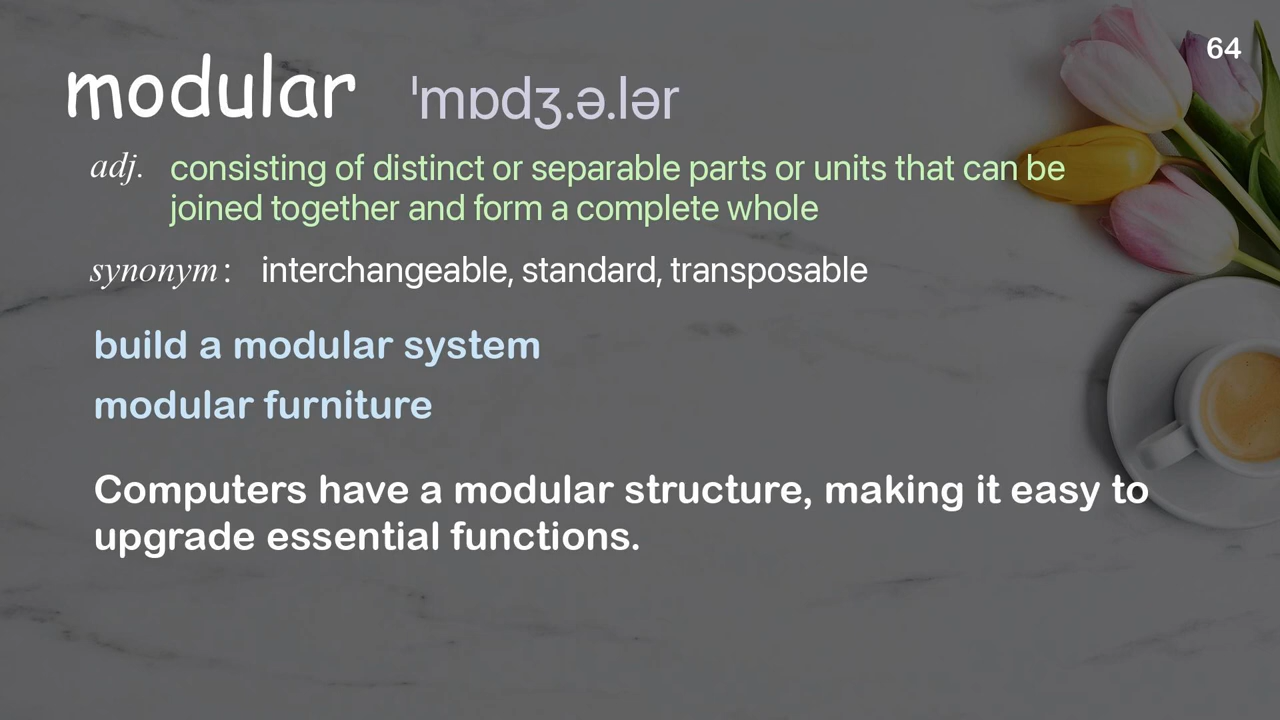 64
modular ˈmɒdʒ.ə.lər
adj. consisting of distinct or separable parts or units that can be
joined together and form a complete whole
synonym: interchangeable, standard, transposable
build a modular system
modular furniture
Computers have a modular structure, making it easy to
upgrade essential functions.